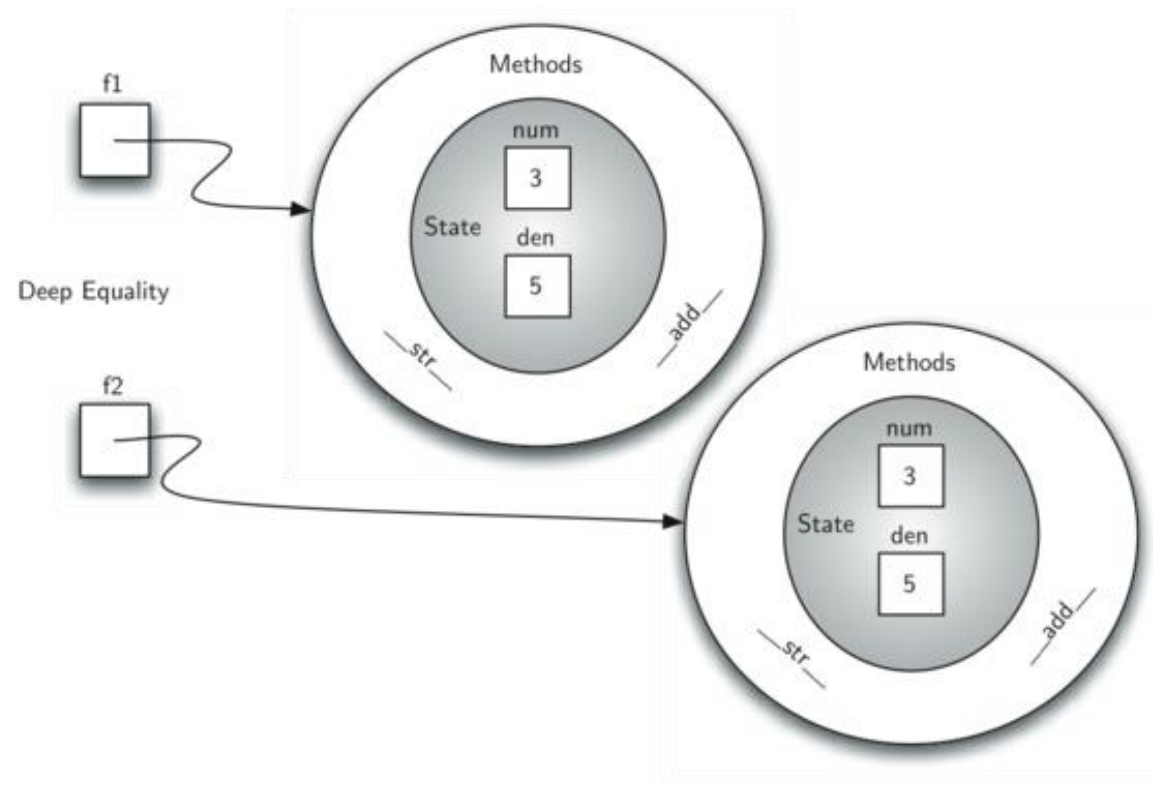 f1
Methods
num
3
State
den
5
__str__
__add__
Deep Equality
f2
Methods
num
3
State
den
5
__str__
__add__